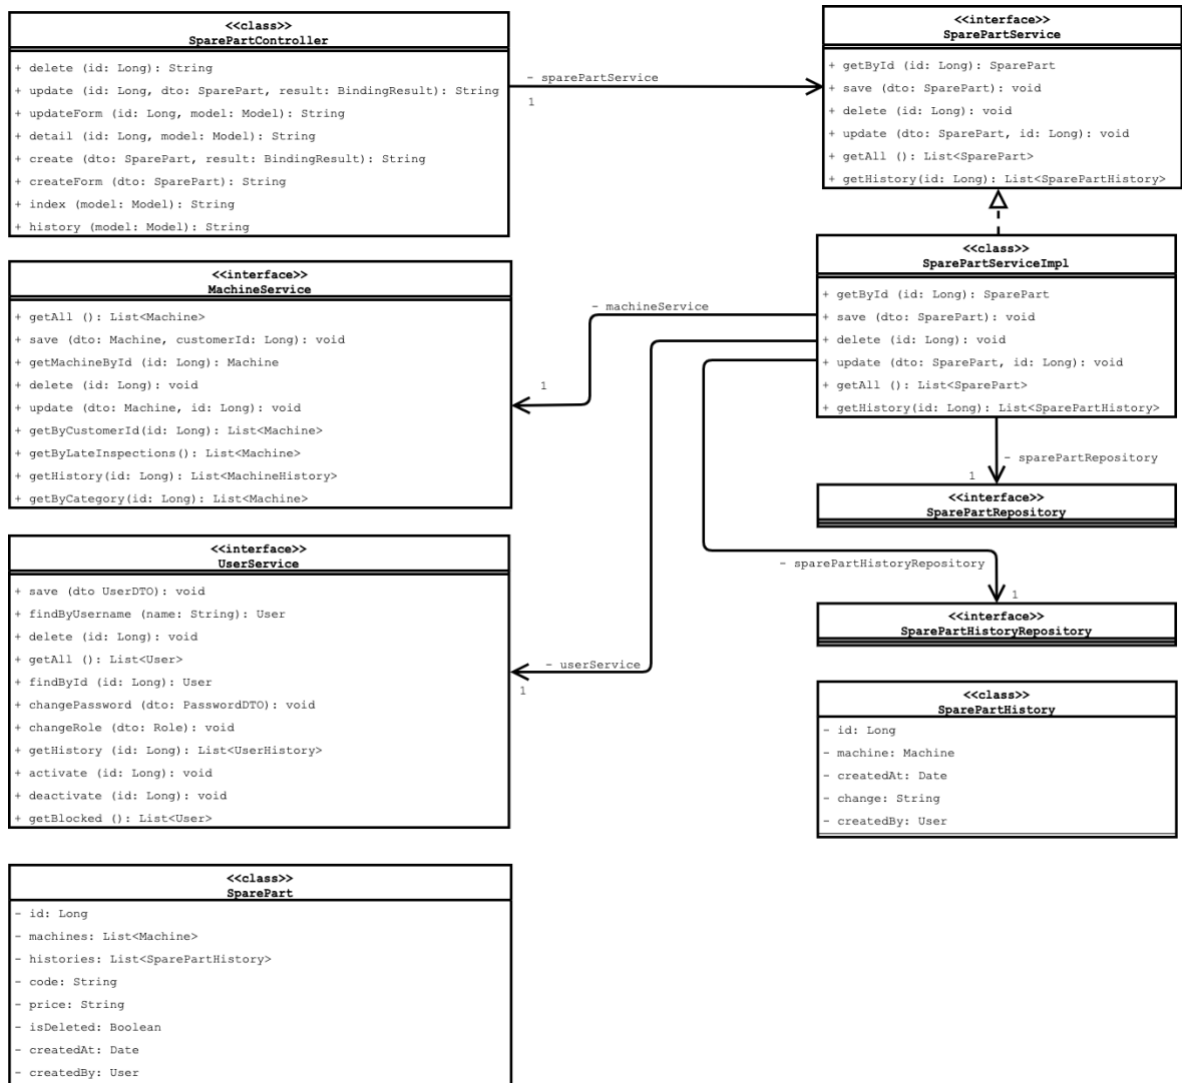 <<class>>
SparePartController
+ delete (id: Long): String
+ update (id: Long, dto: SparePart, result: BindingResult): String
+ updateForm (id: Long, model: Model): String
+ detail (id: Long, model: Model): String
+ create (dto: SparePart, result: BindingResult): String
+ createForm (dto: SparePart): String
+ index (model: Model): String
+ history (model: Model): String
- sparePartService
1
<<interface>>
SparePartService
+ getById (id: Long): SparePart
+ save (dto: SparePart): void
+ delete (id: Long): void
+ update (dto: SparePart, id: Long): void
+ getAll (): List<SparePart>
+ getHistory(id: Long): List<SparePartHistory>
<<interface>>
MachineService
+ getAll (): List<Machine>
+ save (dto: Machine, customerId: Long): void
+ getMachineById (id: Long): Machine
+ delete (id: Long): void
+ update (dto: Machine, id: Long): void
+ getByCustomerId(id: Long): List<Machine>
+ getByLateInspections(): List<Machine>
+ getHistory(id: Long): List<MachineHistory>
+ getByCategory(id: Long): List<Machine>
- machineService
1
<<class>>
SparePartServiceImpl
+ getById (id: Long): SparePart
+ save (dto: SparePart): void
+ delete (id: Long): void
+ update (dto: SparePart, id: Long): void
+ getAll (): List<SparePart>
+ getHistory(id: Long): List<SparePartHistory>
- sparePartRepository
1
<<interface>>
SparePartRepository
- sparePartHistoryRepository
1
<<interface>>
SparePartHistoryRepository
<<interface>>
UserService
+ save (dto UserDTO): void
+ findByUsername (name: String): User
+ delete (id: Long): void
+ getAll (): List<User>
+ findById (id: Long): User
+ changePassword (dto: PasswordDTO): void
+ changeRole (dto: Role): void
+ getHistory (id: Long): List<UserHistory>
+ activate (id: Long): void
+ deactivate (id: Long): void
+ getBlocked (): List<User>
- userService
1
<<class>>
SparePartHistory
- id: Long
- machine: Machine
- createdAt: Date
- change: String
- createdBy: User
<<class>>
SparePart
- id: Long
- machines: List<Machine>
- histories: List<SparePartHistory>
- code: String
- price: String
- isDeleted: Boolean
- createdAt: Date
- createdBy: User